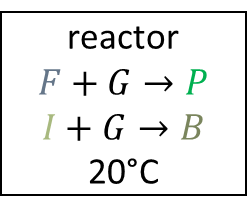 reactor
F + G → P
I + G → B
20°C